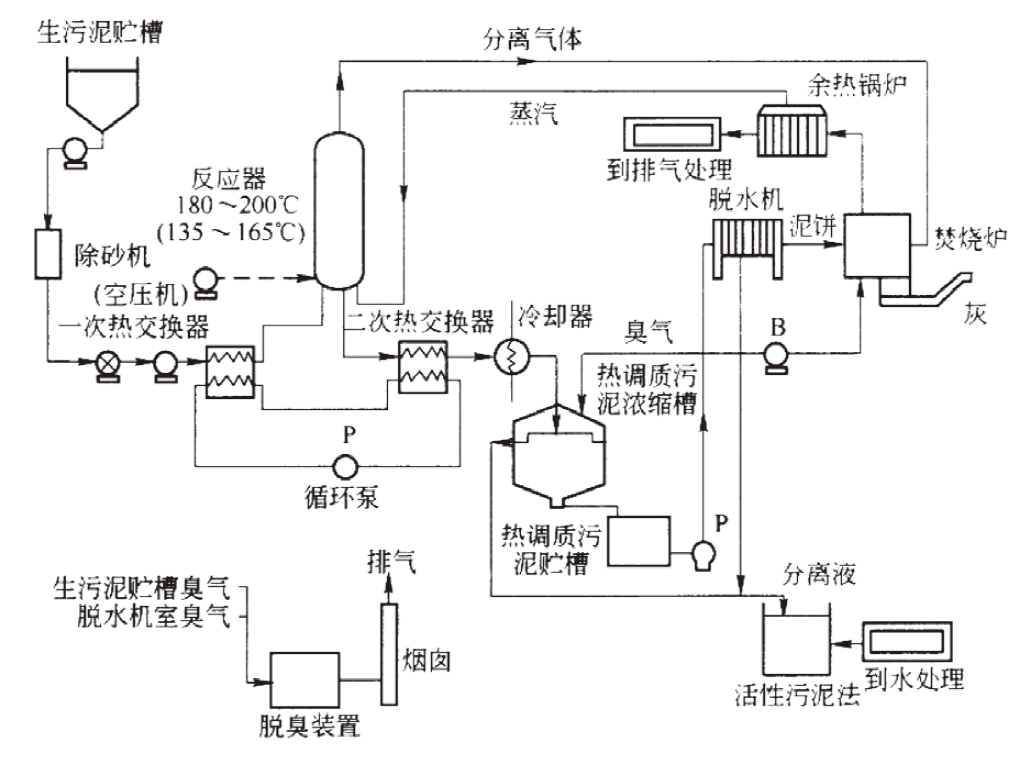 生污泥贮槽
分离气体
余热锅炉
蒸汽
到排气处理
反应器
180～200℃
(135～165℃)
脱水机
泥饼
焚烧炉
除砂机
(空压机)
灰
一次热交换器
二次热交换器
冷却器
臭气
B
热调质污
泥浓缩槽
P
循环泵
热调质污
泥贮槽
P
排气
分离液
生污泥贮槽臭气
脱水机室臭气
烟囱
到水处理
活性污泥法
脱臭装置